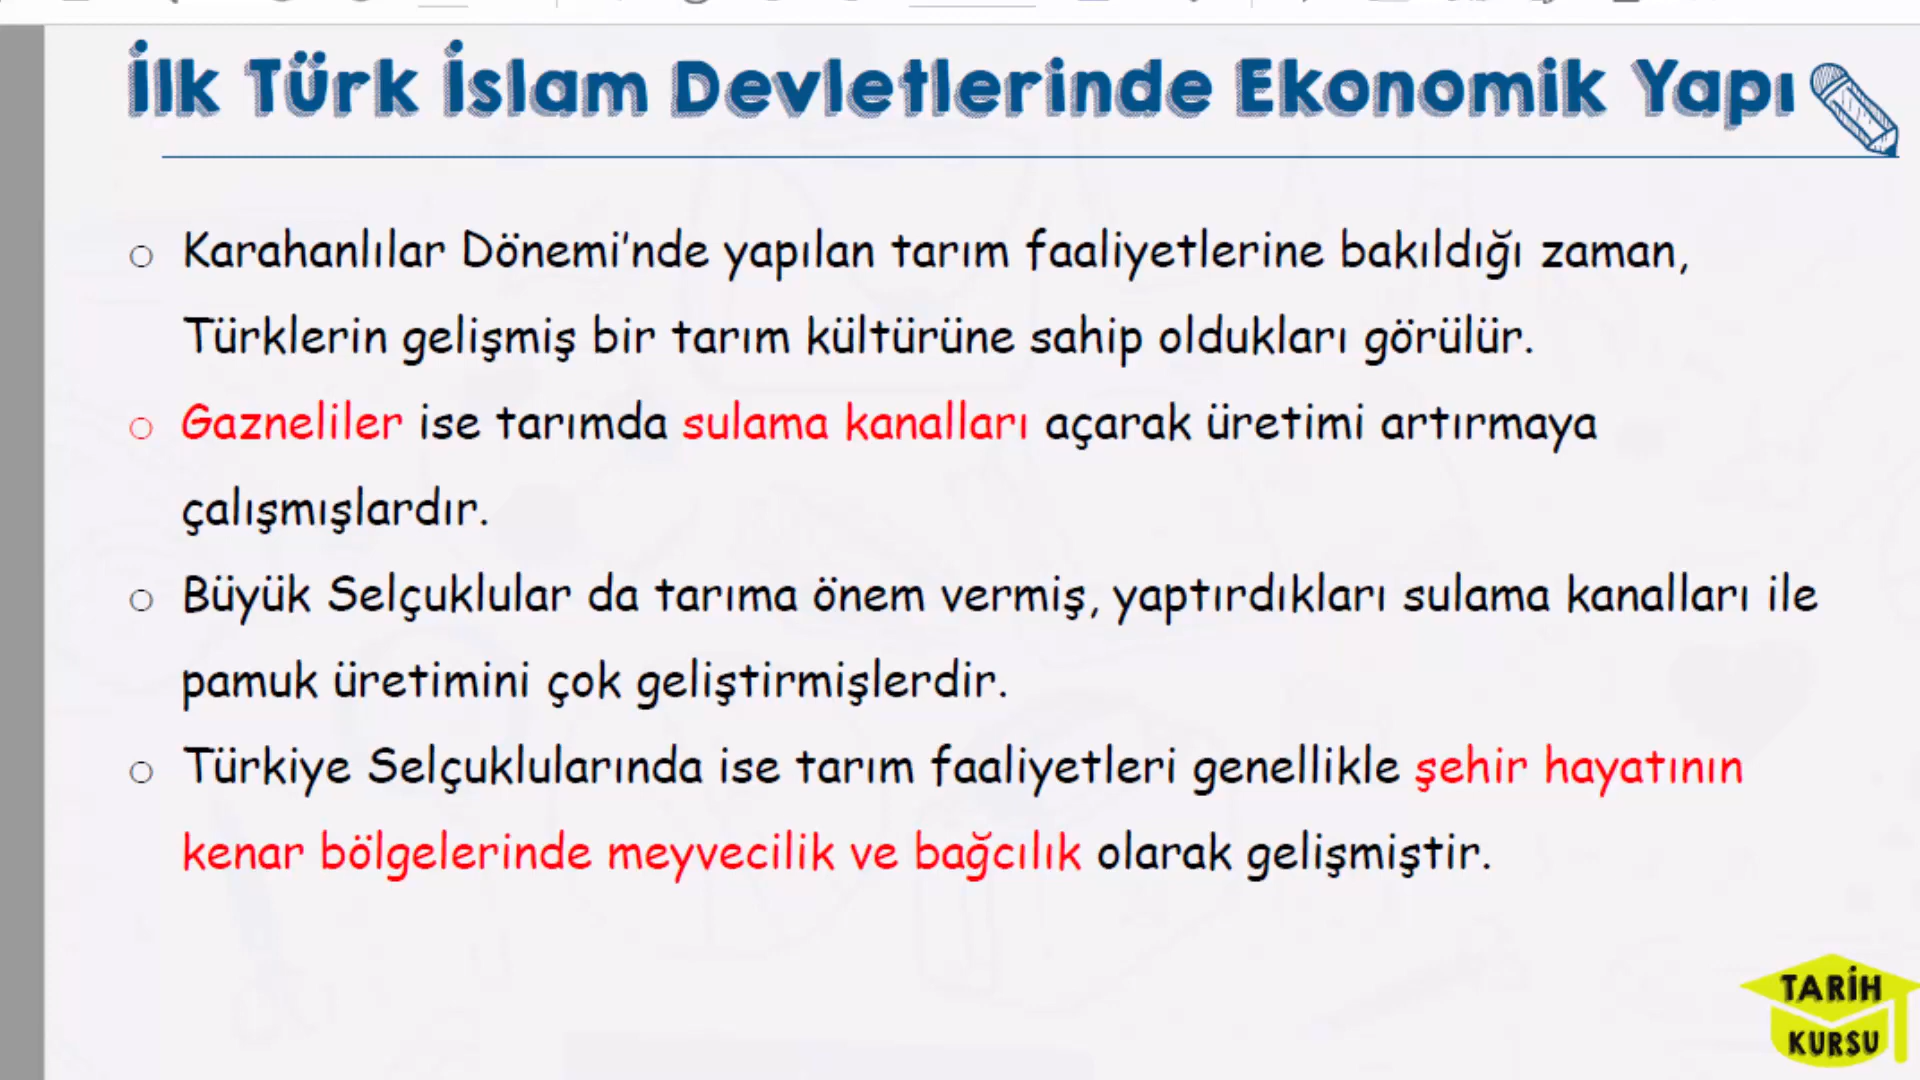 İlk Türk İslam Devletlerinde Ekonomik Yapı
Karahanlılar Dönemi'nde yapılan tarım faaliyetlerine bakıldığı zaman,
Türklerin gelişmiş bir tarım kültürüne sahip oldukları görülür.
Gazneliler ise tarımda sulama kanalları açarak üretimi artırmaya
çalışmışlardır.
Büyük Selçuklular da tarıma önem vermiş, yaptırdıkları sulama kanalları ile
pamuk üretimini çok geliştirmişlerdir.
Türkiye Selçuklularında ise tarım faaliyetleri genellikle şehir hayatının
kenar bölgelerinde meyvecilik ve bağcılık olarak gelişmiştir.
TARİH
KURSU